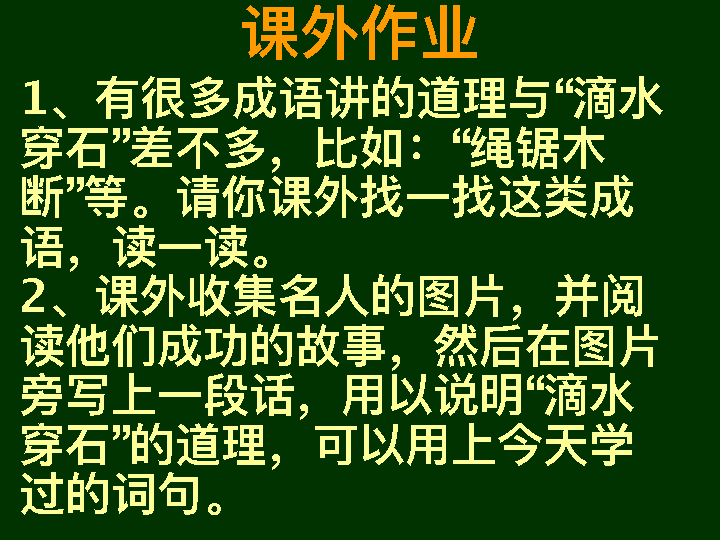 课外作业
1、有很多成语讲的道理与“滴水
穿石”差不多，比如：“绳锯木
断”等。请你课外找一找这类成
语，读一读。
2、课外收集名人的图片，并阅
读他们成功的故事，然后在图片
旁写上一段话，用以说明“滴水
穿石”的道理，可以用上今天学
过的词句。